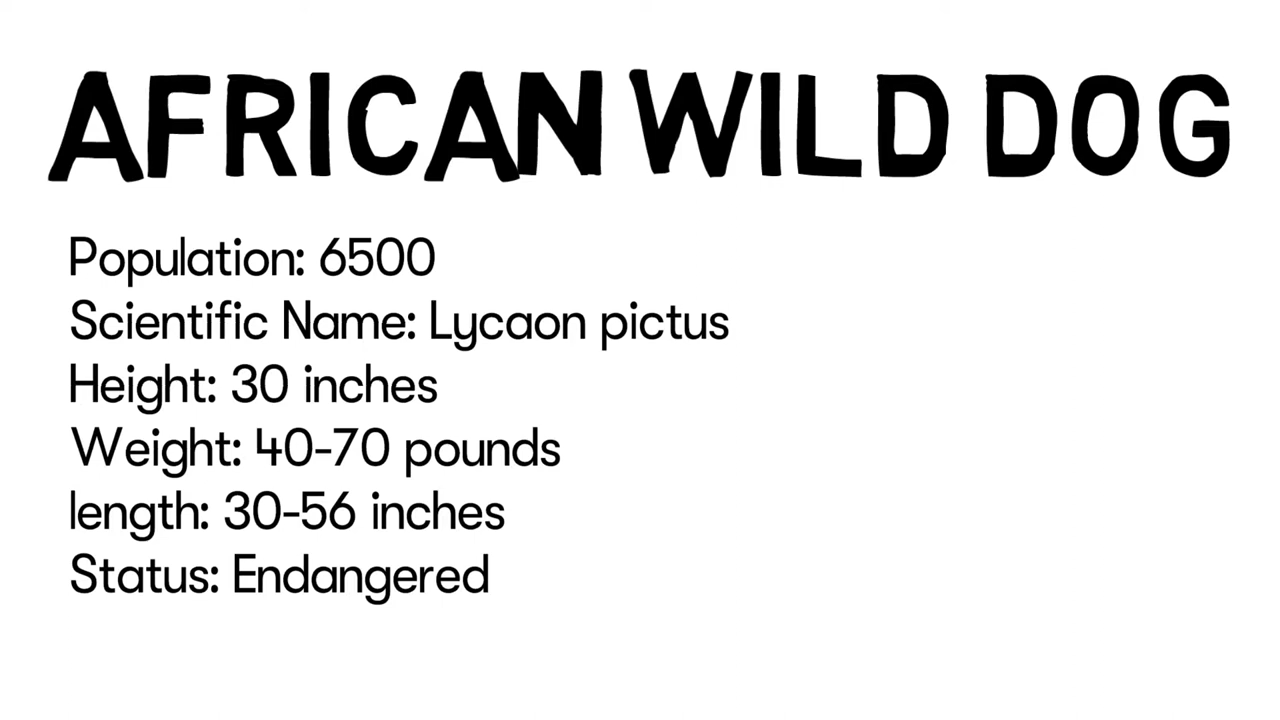 AFRICAN WILD DOG
Population: 6500
Scientific Name: Lycaon pictus
Height: 30 inches
Weight: 40-70 pounds
length: 30-56 inches
Status: Endangered